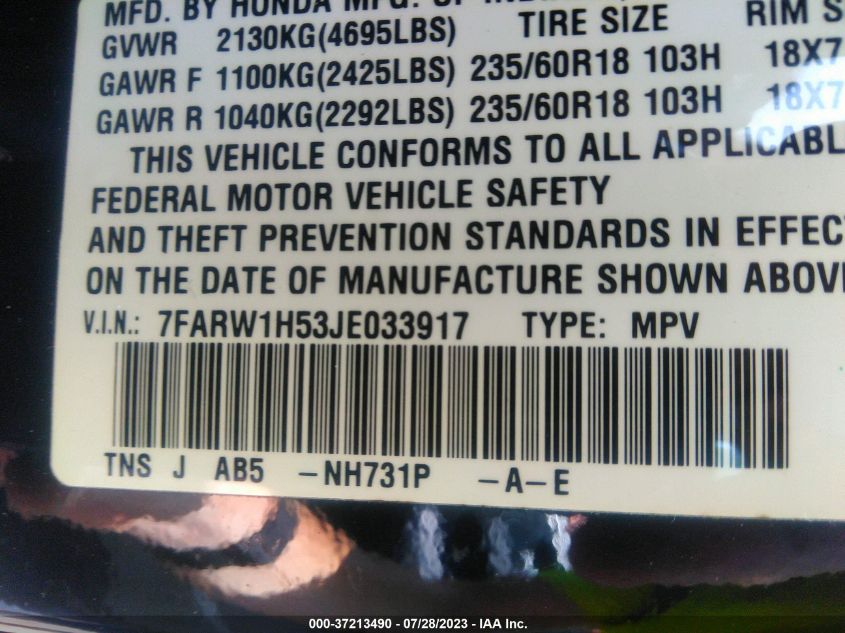 MFD. BY HONDA MFG. OF
GVWR 2130KG(4695LBS) TIRE SIZE RIM S
GAWR F 1100KG(2425LBS) 235/60R18 103H 18X7
GAWR R 1040KG(2292LBS) 235/60R18 103H 18X7
THIS VEHICLE CONFORMS TO ALL APPLICABL
FEDERAL MOTOR VEHICLE SAFETY
AND THEFT PREVENTION STANDARDS IN EFFEC
ON THE DATE OF MANUFACTURE SHOWN ABOVE
V.I.N.: 7FARW1H53JE033917 TYPE: MPV
TNS J AB5 -NH731P -A-E
000-37213490 - 07/28/2023 - IAA Inc.